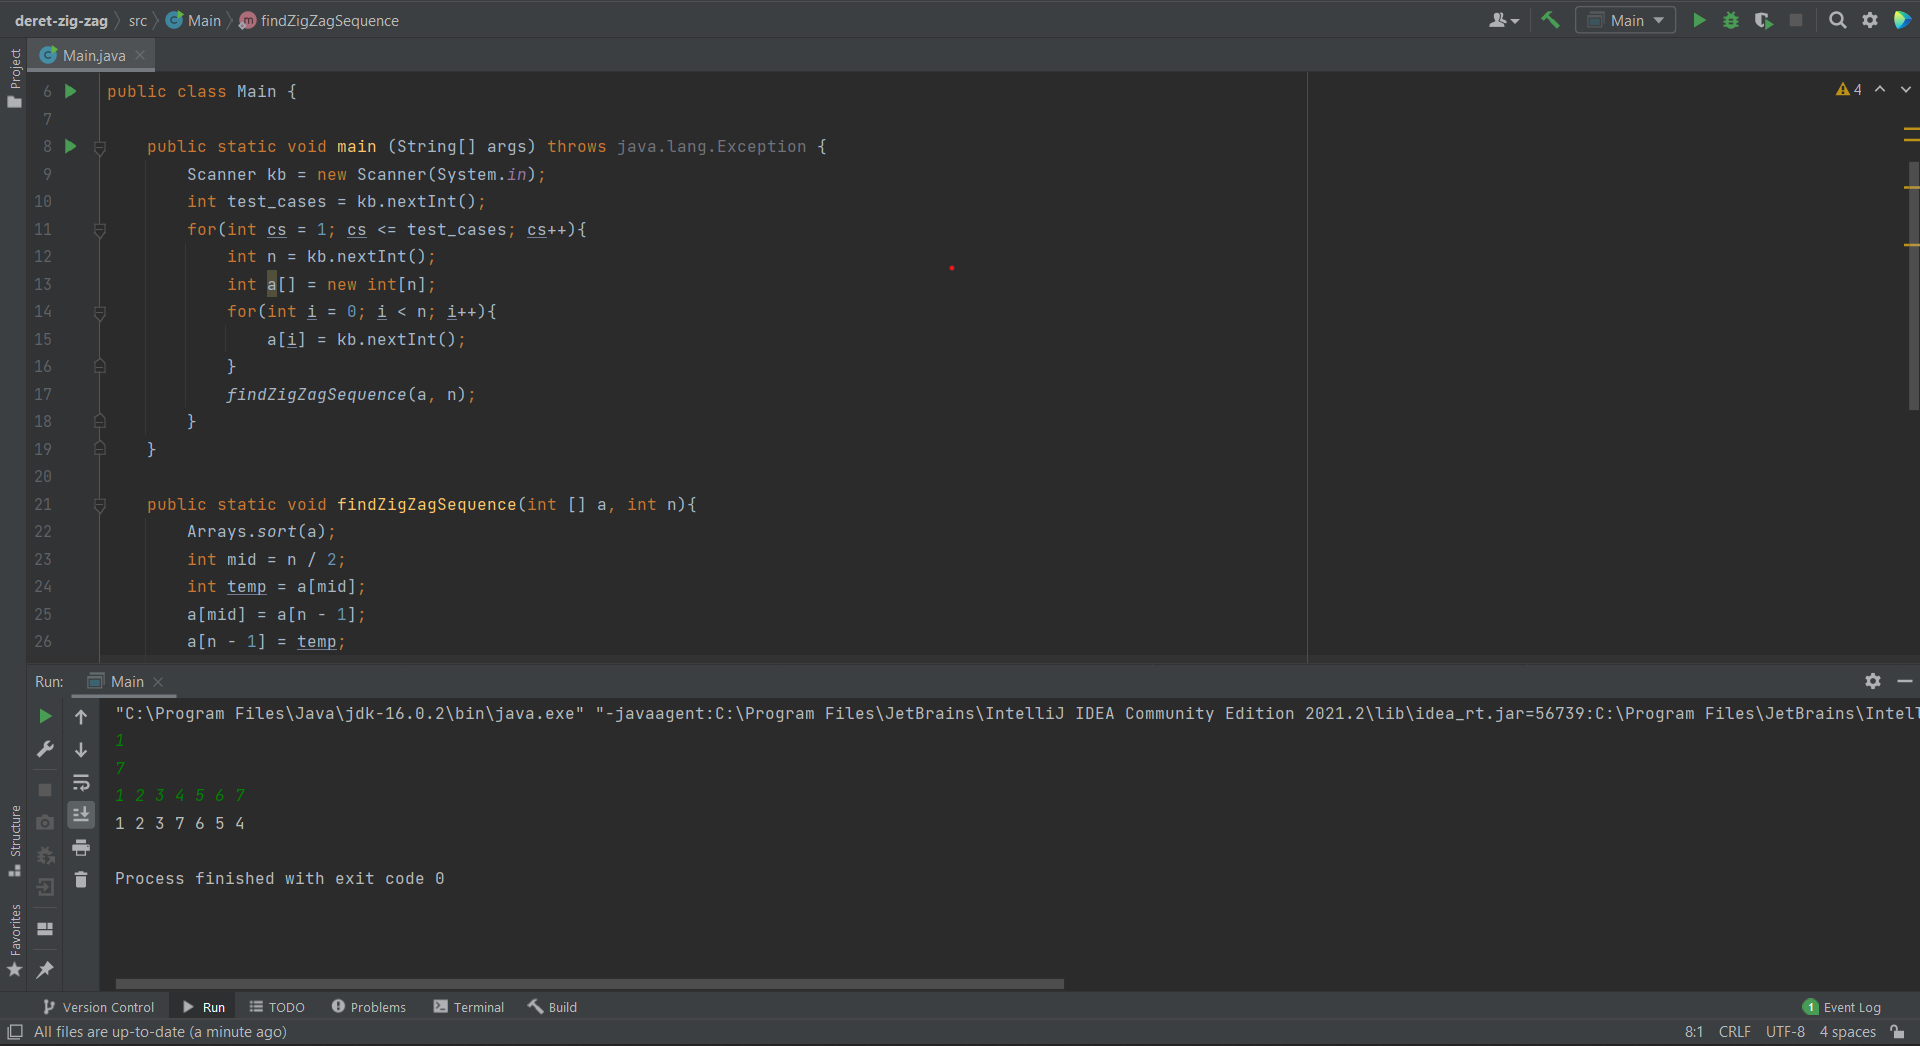 deret-zig-zag src Main findZigZagSequence Main
Project
Main.java
6 public class Main { 4
7
8 public static void main (String[] args) throws java.lang.Exception {
9 Scanner kb = new Scanner(System.in);
10 int test_cases = kb.nextInt();
11 for(int cs = 1; cs <= test_cases; cs++){
12 int n = kb.nextInt();
13 int a[] = new int[n];
14 for(int i = 0; i < n; i++){
15 a[i] = kb.nextInt();
16 }
17 findZigZagSequence(a, n);
18 }
19 }
20
21 public static void findZigZagSequence(int [] a, int n){
22 Arrays.sort(a);
23 int mid = n / 2;
24 int temp = a[mid];
25 a[mid] = a[n - 1];
26 a[n - 1] = temp;
Run: Main
"C:\Program Files\Java\jdk-16.0.2\bin\java.exe" "-javaagent:C:\Program Files\JetBrains\IntelliJ IDEA Community Edition 2021.2\lib\idea_rt.jar=56739:C:\Program Files\JetBrains\Intell
1
7
1 2 3 4 5 6 7
1 2 3 7 6 5 4
Process finished with exit code 0
Structure
Favorites
Version Control Run TODO Problems Terminal Build 1 Event Log
All files are up-to-date (a minute ago) 8:1 CRLF UTF-8 4 spaces